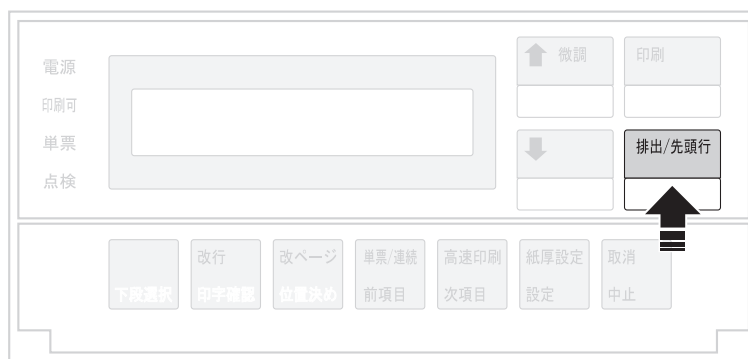 電源
印刷可
単票
点検
微調
印刷
排出/先頭行
改行
改ページ
単票/連続
高速印刷
紙厚設定
取消
下段選択
印字確認
位置決め
前項目
次項目
設定
中止